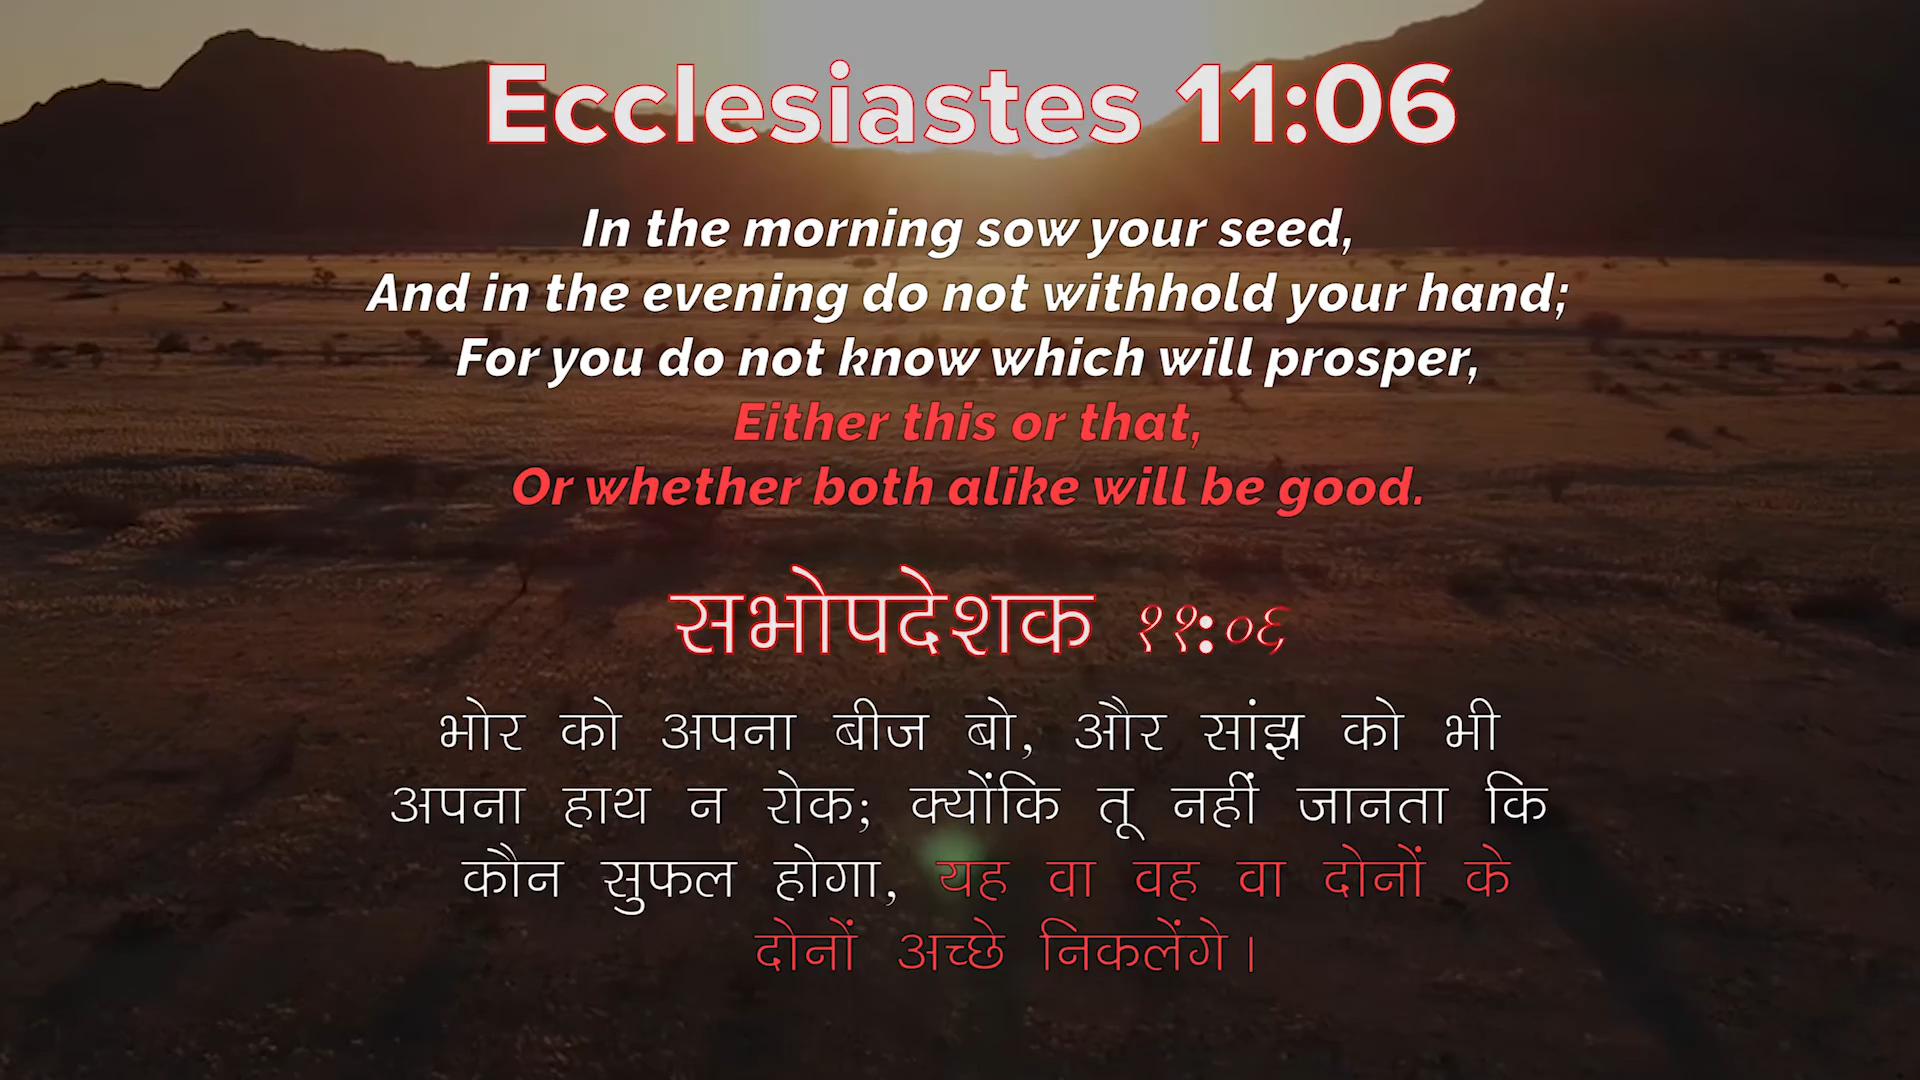 Ecclesiastes 11:06
In the morning sow your seed,
And in the evening do not withhold your hand;
For you do not know which will prosper,
Either this or that,
Or whether both alike will be good.
सभोपदेशक ११:०६
भोर को अपना बीज बो, और सांझ को भी
अपना हाथ न रोक; क्योंकि तू नहीं जानता कि
कौन सुफल होगा, यह वा वह वा दोनों के
दोनों अच्छे निकलेंगे।